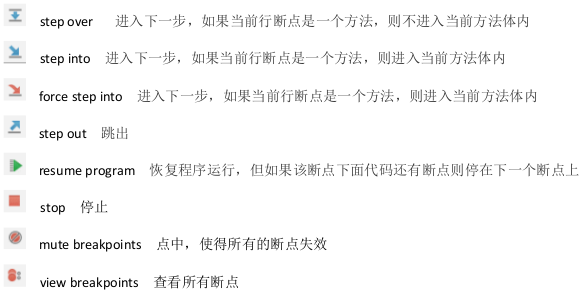 step over 进入下一步，如果当前行断点是一个方法，则不进入当前方法体内
step into 进入下一步，如果当前行断点是一个方法，则进入当前方法体内
force step into 进入下一步，如果当前行断点是一个方法，则进入当前方法体内
step out 跳出
resume program 恢复程序运行，但如果该断点下面代码还有断点则停在下一个断点上
stop 停止
mute breakpoints 点中，使得所有的断点失效
view breakpoints 查看所有断点